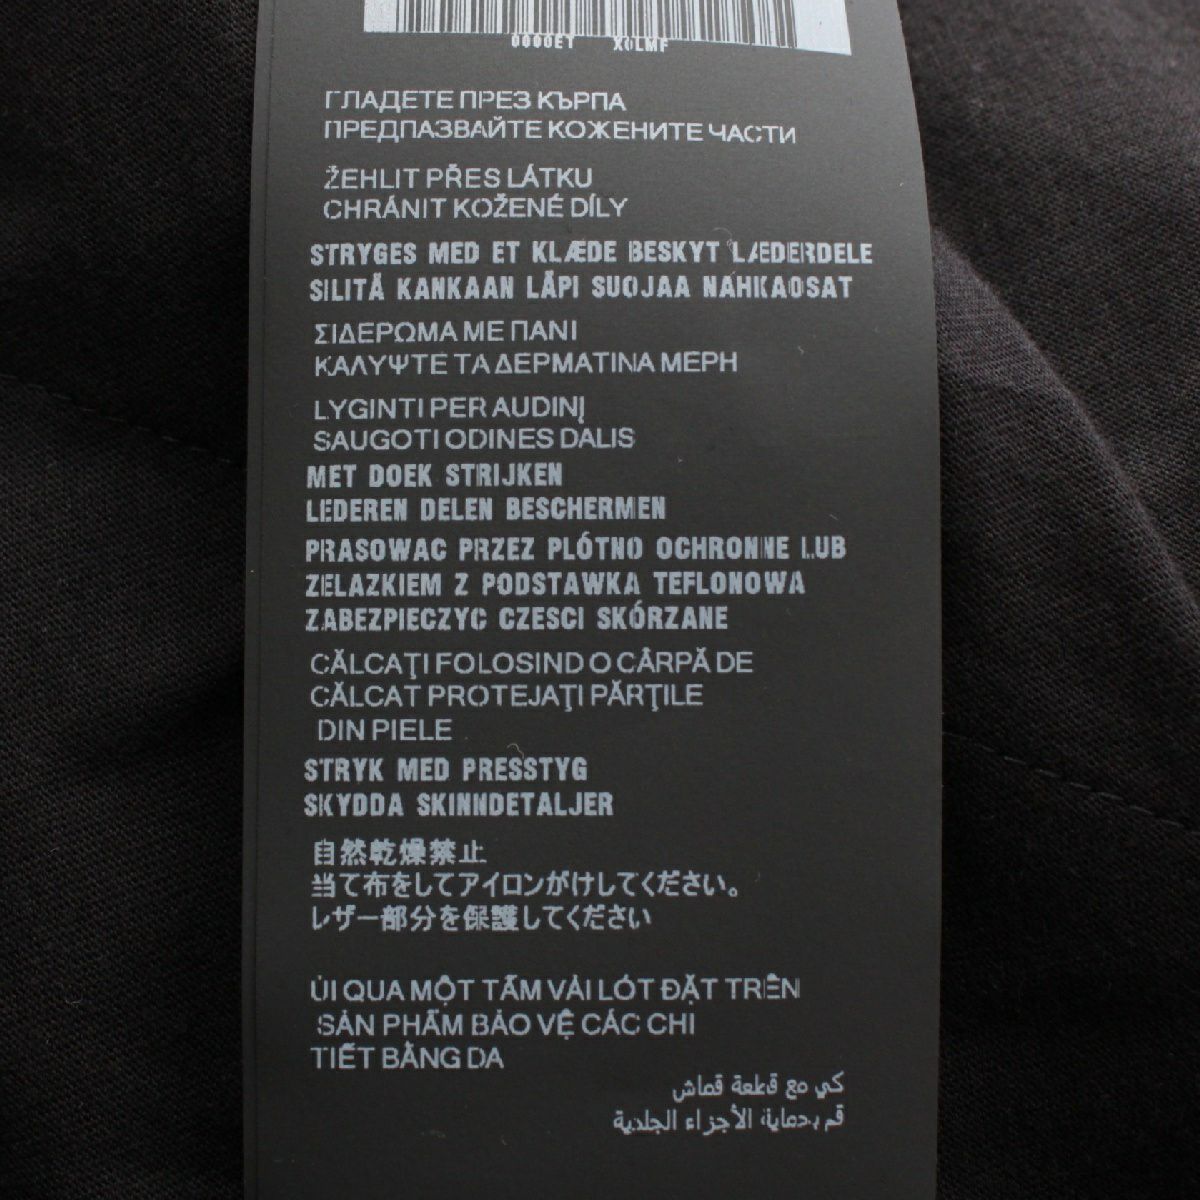 0000ET X0LMF
ГЛАДЕТЕ ПРЕЗ КЪРПА
ПРЕДПАЗВАЙТЕ КОЖЕНИТЕ ЧАСТИ
ŽEHLIT PŘES LÁTKU
CHRÁNIT KOŽENÉ DÍLY
STRYGES MED ET KLÆDE BESKYT LÆDERDELE
SILITÄ KANKAAN LÄPI SUOJAA NAHKAOSAT
ΣΙΔΕΡΩΜΑ ΜΕ ΠΑΝΙ
ΚΑΛΥΨΤΕ ΤΑ ΔΕΡΜΑΤΙΝΑ ΜΕΡΗ
LYGINTI PER AUDINĮ
SAUGOTI ODINES DALIS
MET DOEK STRIJKEN
LEDEREN DELEN BESCHERMEN
PRASOWAC PRZEZ PLÓTNO OCHRONNE LUB
ZELAZKIEM Z PODSTAWKA TEFLONOWA
ZABEZPIECZYC CZESCI SKÓRZANE
CĂLCAŢI FOLOSIND O CÂRPĂ DE
CĂLCAT PROTEJAŢI PĂRŢILE
DIN PIELE
STRYK MED PRESSTYG
SKYDDA SKINNDETALJER
自然乾燥禁止
当て布をしてアイロンがけしてください。
レザー部分を保護してください
ỦI QUA MỘT TẤM VẢI LÓT ĐẶT TRÊN
SẢN PHẨM BẢO VỆ CÁC CHI
TIẾT BẰNG DA
كي مع قطعة قماش
قم بحماية الأجزاء الجلدية